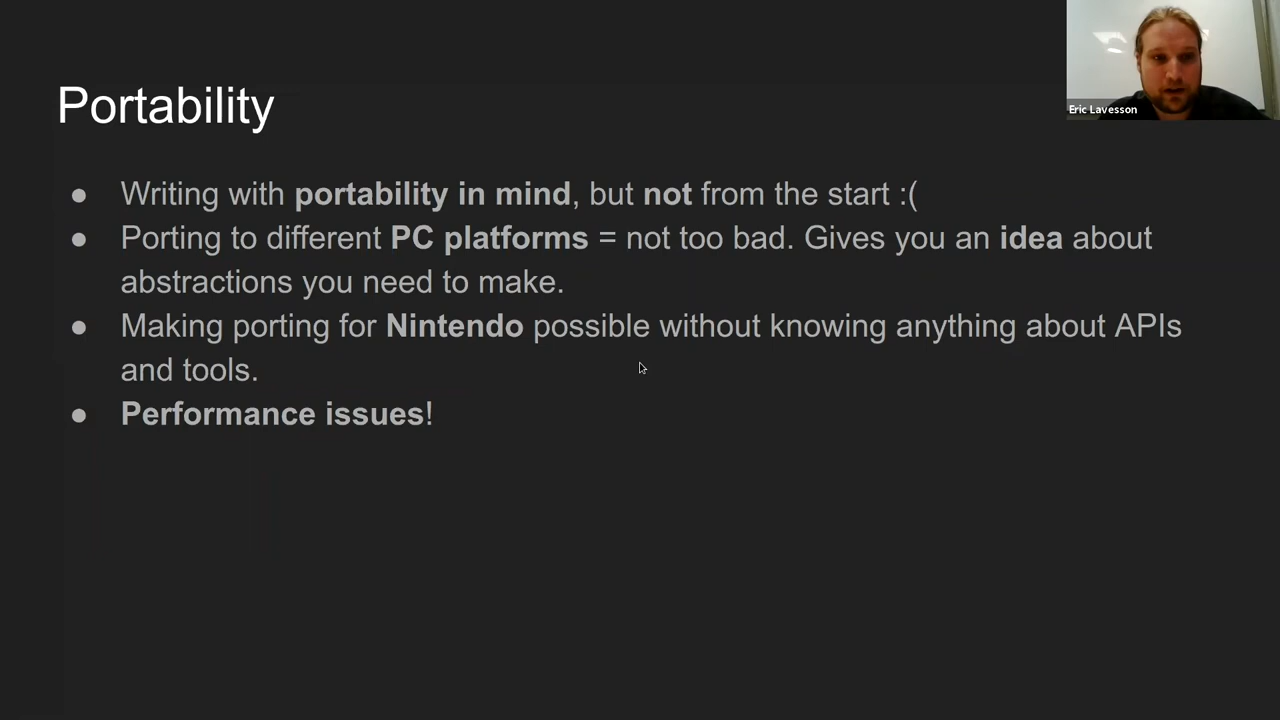 Portability
Eric Lavesson
● Writing with portability in mind, but not from the start :(
● Porting to different PC platforms = not too bad. Gives you an idea about
abstractions you need to make.
● Making porting for Nintendo possible without knowing anything about APIs
and tools.
● Performance issues!